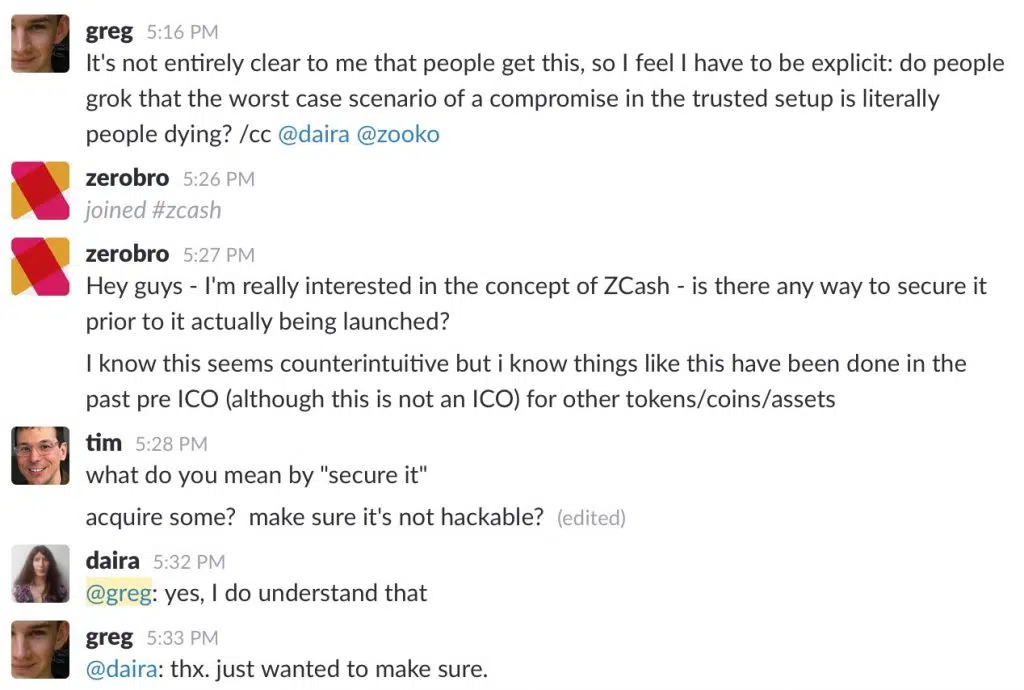 greg 5:16 PM
It's not entirely clear to me that people get this, so I feel I have to be explicit: do people
grok that the worst case scenario of a compromise in the trusted setup is literally
people dying? /cc @daira @zooko
zerobro 5:26 PM
joined #zcash
zerobro 5:27 PM
Hey guys - I'm really interested in the concept of ZCash - is there any way to secure it
prior to it actually being launched?
I know this seems counterintuitive but i know things like this have been done in the
past pre ICO (although this is not an ICO) for other tokens/coins/assets
tim 5:28 PM
what do you mean by "secure it"
acquire some?  make sure it's not hackable? (edited)
daira 5:32 PM
@greg: yes, I do understand that
greg 5:33 PM
@daira: thx. just wanted to make sure.